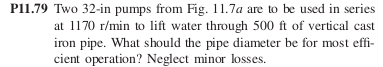 P11.79 Two 32-in pumps from Fig. 11.7a are to be used in series
at 1170 r/min to lift water through 500 ft of vertical cast
iron pipe. What should the pipe diameter be for most effi-
cient operation? Neglect minor losses.